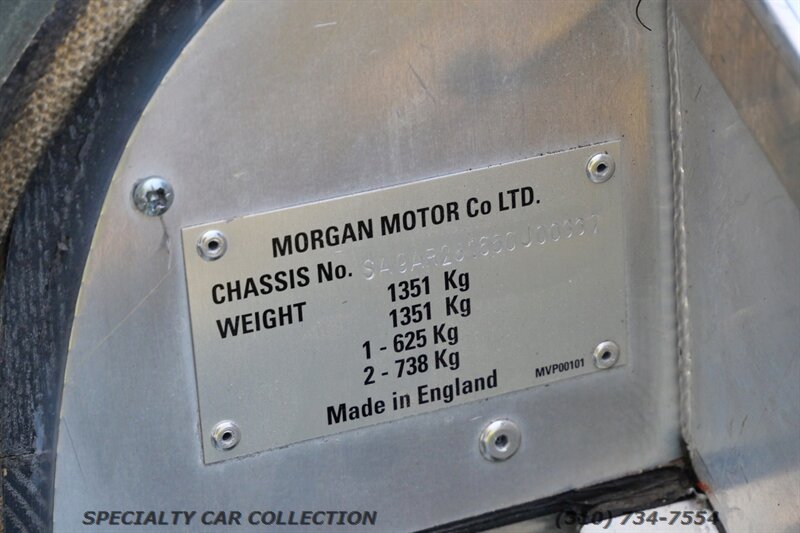 MORGAN MOTOR Co LTD.
CHASSIS No.
WEIGHT 1351 Kg
1351 Kg
1 - 625 Kg
2 - 738 Kg
Made in England
MVP00101
SPECIALTY CAR COLLECTION
(310) 734-7554